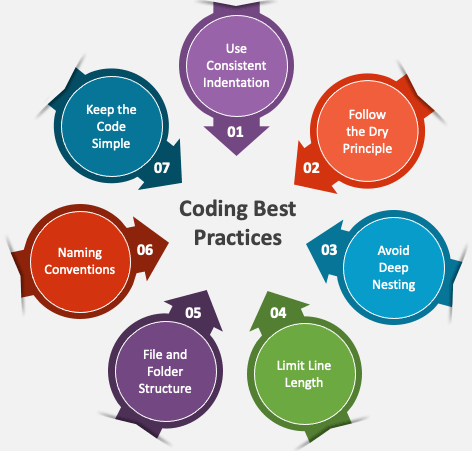 Use
Consistent
Indentation
01
Follow
the Dry
Principle
02
Avoid
Deep
Nesting
03
Limit Line
Length
04
File and
Folder
Structure
05
Naming
Conventions
06
Keep the
Code
Simple
07
Coding Best
Practices